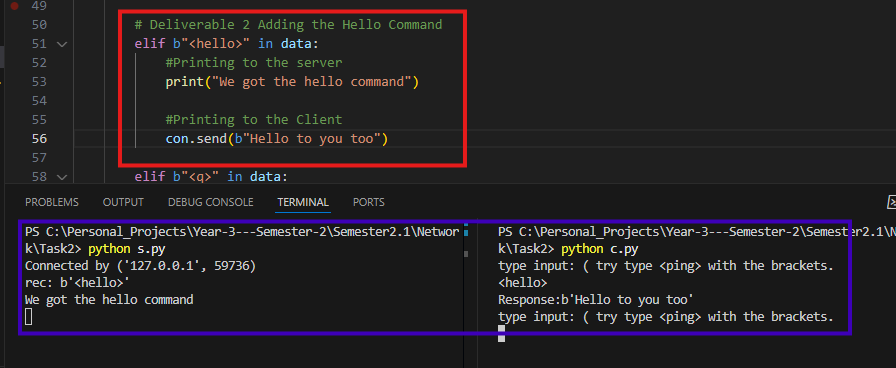 49
50 # Deliverable 2 Adding the Hello Command
51 elif b"<hello>" in data:
52 #Printing to the server
53 print("We got the hello command")
54
55 #Printing to the Client
56 con.send(b"Hello to you too")
57
58 elif b"<q>" in data:
PROBLEMS OUTPUT DEBUG CONSOLE TERMINAL PORTS
PS C:\Personal_Projects\Year-3---Semester-2\Semester2.1\Networ
k\Task2> python s.py
Connected by ('127.0.0.1', 59736)
rec: b'<hello>'
We got the hello command
PS C:\Personal_Projects\Year-3---Semester-2\Semester2.1\Networ
k\Task2> python c.py
type input: ( try type <ping> with the brackets.
<hello>
Response:b'Hello to you too'
type input: ( try type <ping> with the brackets.